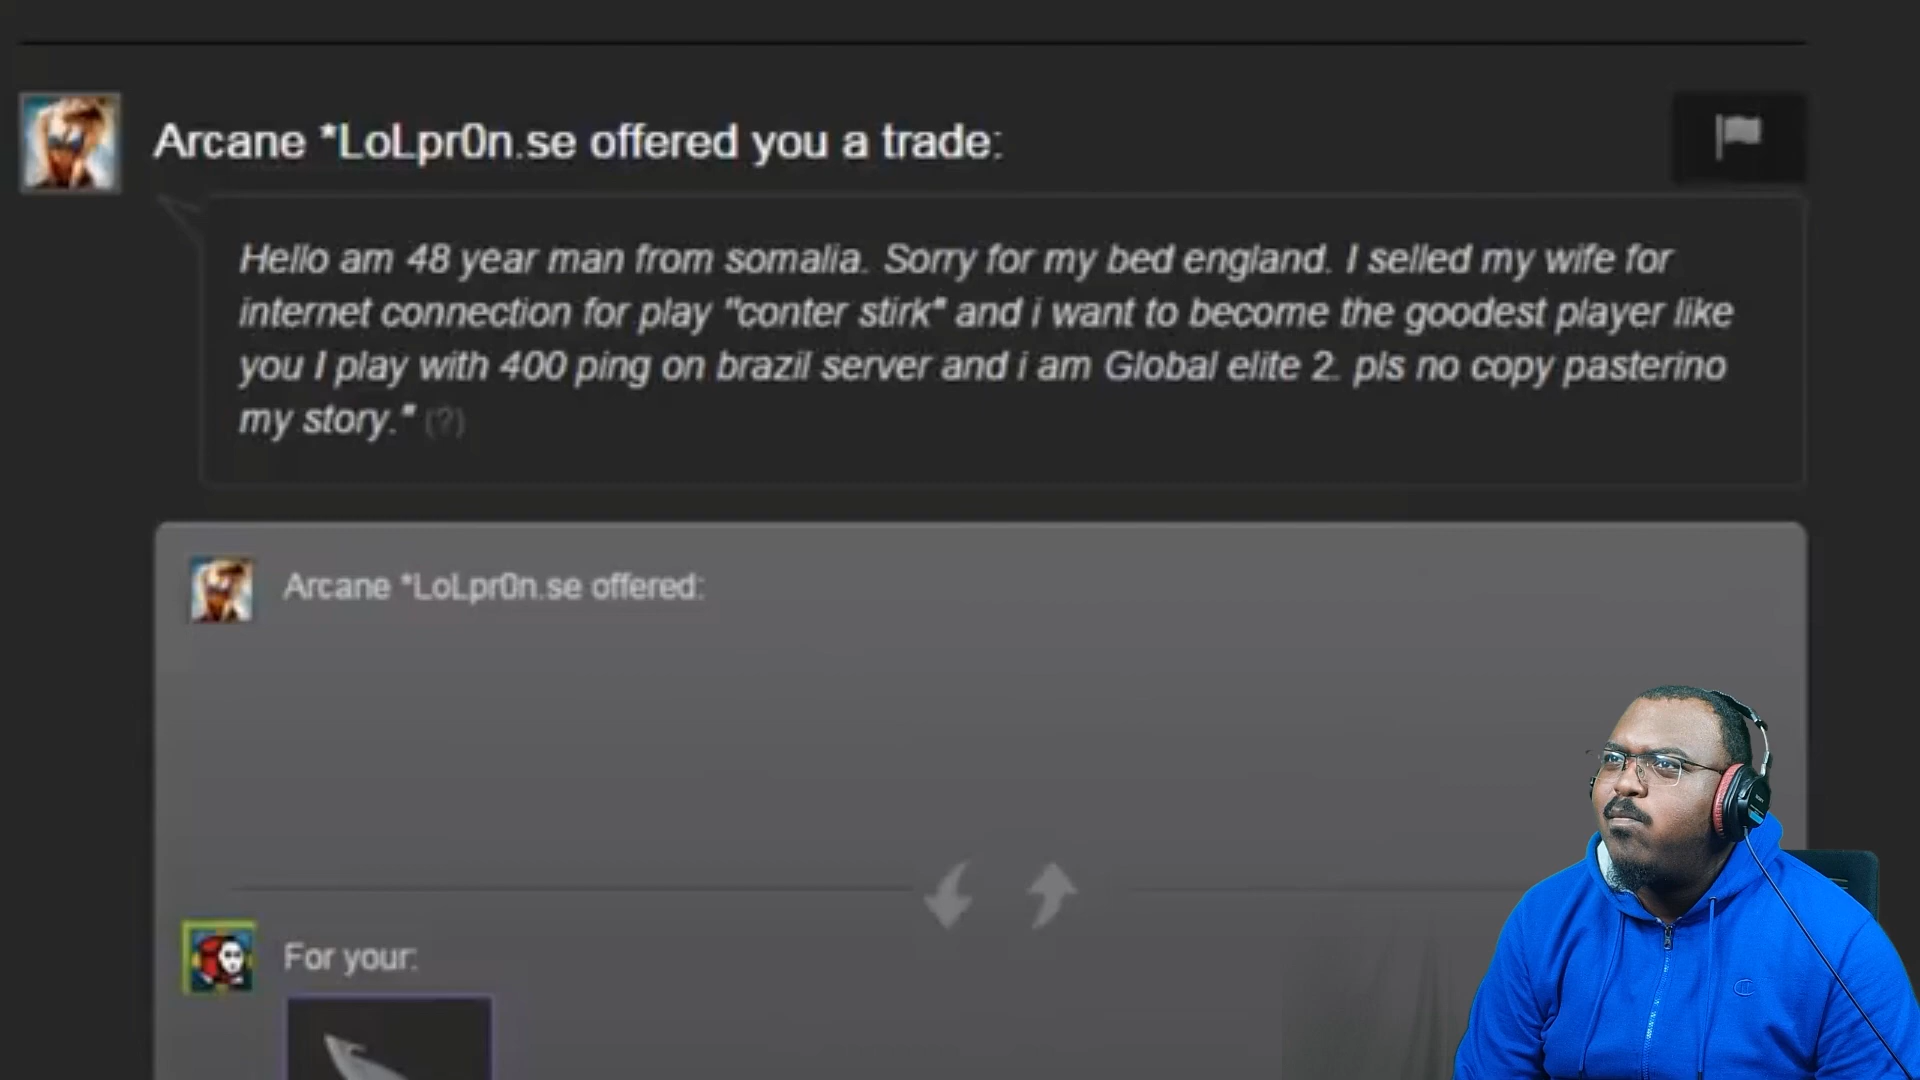 Arcane *LoLpr0n.se offered you a trade:
Hello am 48 year man from somalia. Sorry for my bed england. I selled my wife for
internet connection for play "conter stirk" and i want to become the goodest player like
you I play with 400 ping on brazil server and i am Global elite 2. pls no copy pasterino
my story." (?)
Arcane *LoLpr0n.se offered:
For your: